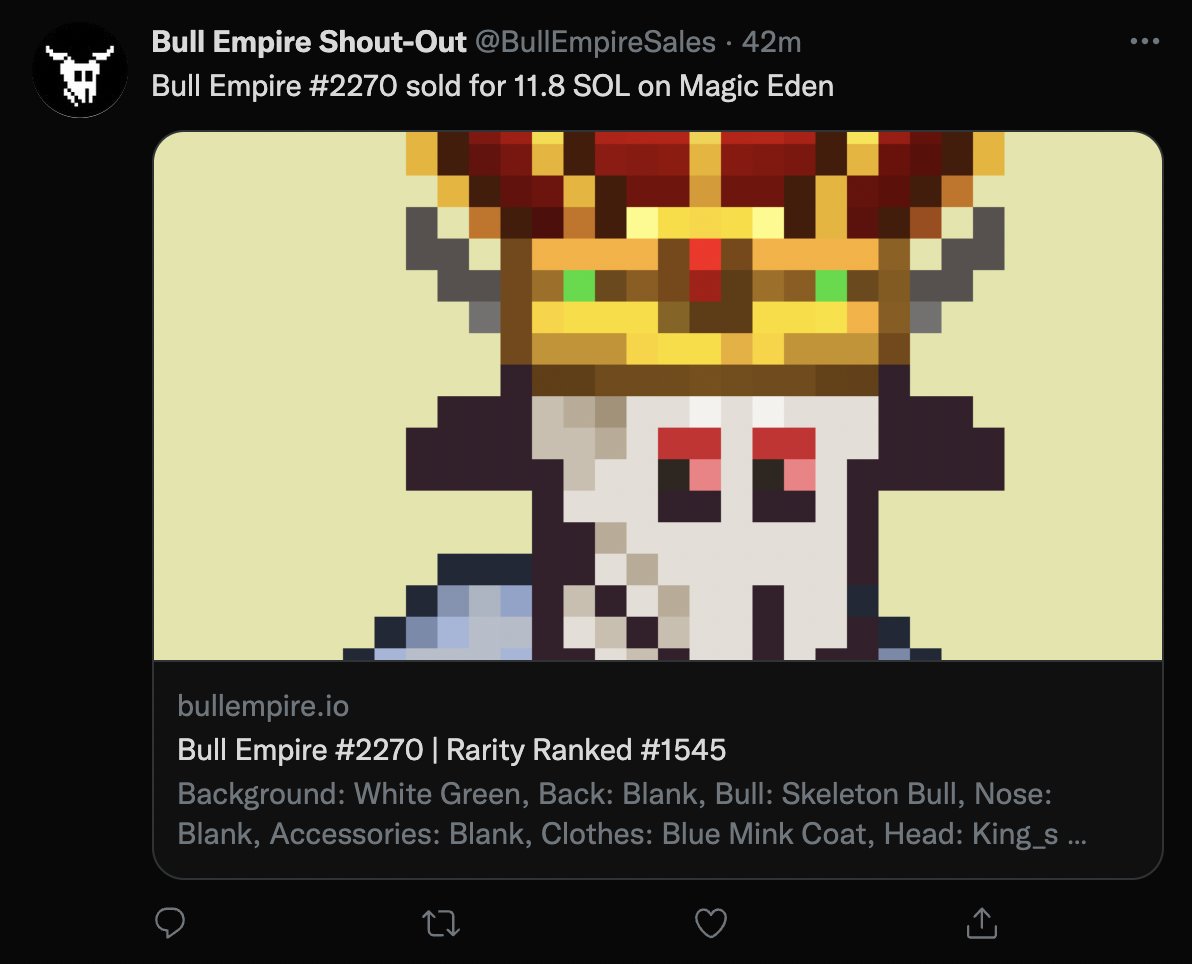 Bull Empire Shout-Out @BullEmpireSales · 42m
Bull Empire #2270 sold for 11.8 SOL on Magic Eden
bullempire.io
Bull Empire #2270 | Rarity Ranked #1545
Background: White Green, Back: Blank, Bull: Skeleton Bull, Nose:
Blank, Accessories: Blank, Clothes: Blue Mink Coat, Head: King_s ...